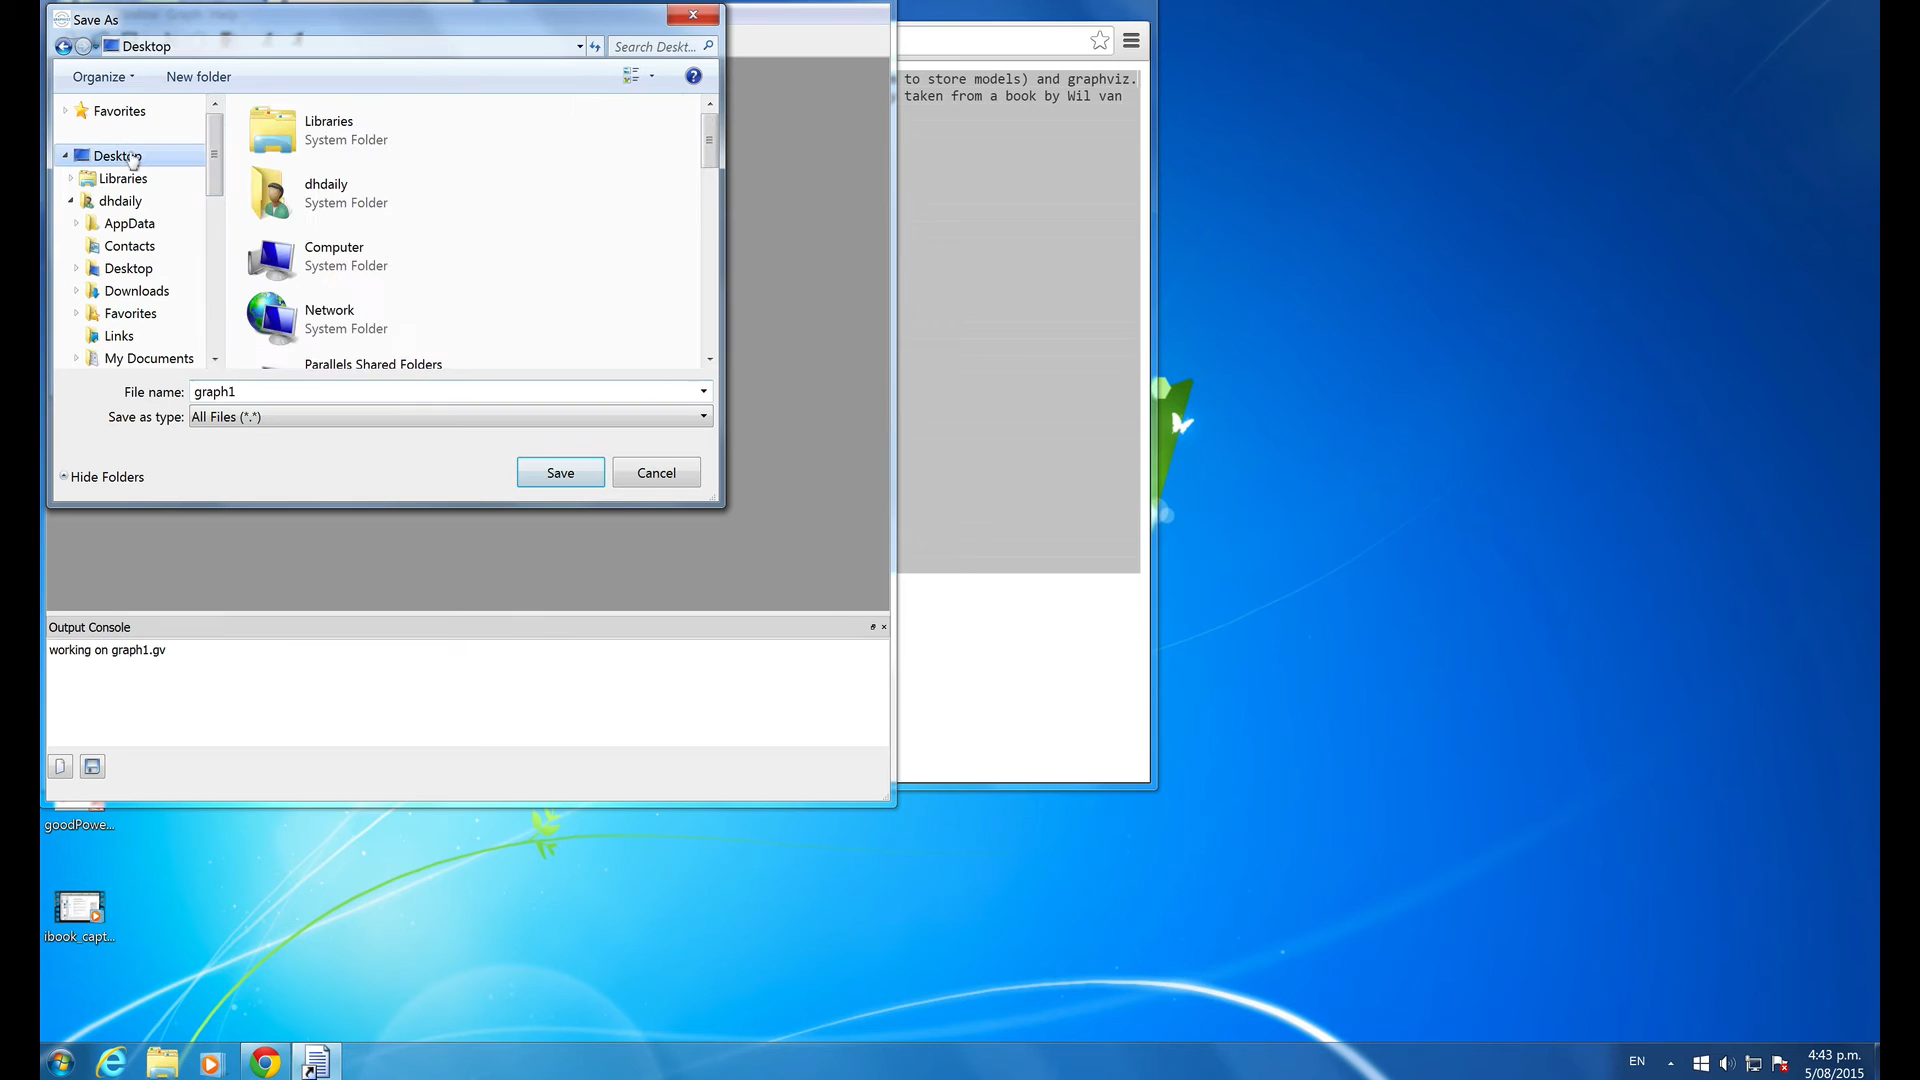 Save As
Desktop
Search Deskt...
Organize
New folder
Favorites
Desktop
Libraries
dhdaily
AppData
Contacts
Desktop
Downloads
Favorites
Links
My Documents
Libraries
System Folder
dhdaily
System Folder
Computer
System Folder
Network
System Folder
Parallels Shared Folders
File name: graph1
Save as type: All Files (*.*)
Hide Folders
Save
Cancel
to store models) and graphviz.
taken from a book by Wil van
Output Console
working on graph1.gv
goodPowe...
ibook_capt...
EN
4:43 p.m.
5/08/2015